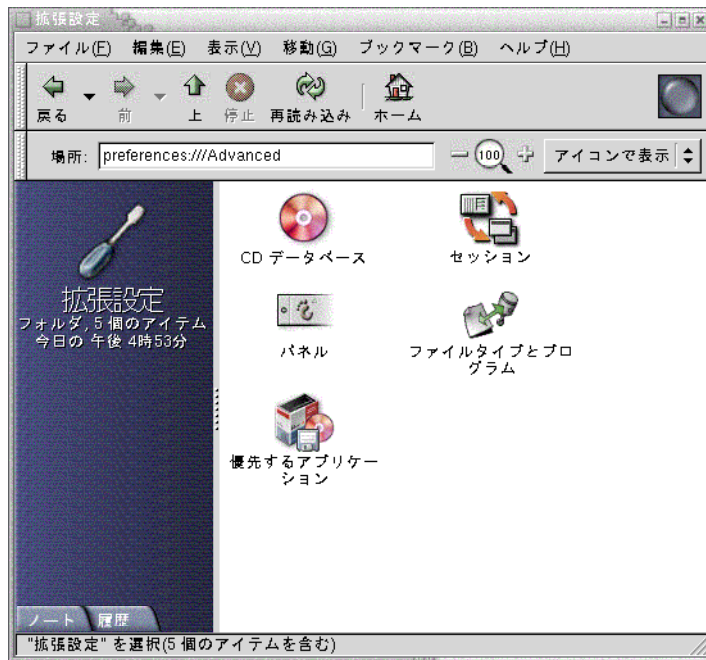 拡張設定
ファイル(F) 編集(E) 表示(V) 移動(G) ブックマーク(B) ヘルプ(H)
戻る 前 上 停止 再読み込み ホーム
場所: preferences:///Advanced 100 アイコンで表示
拡張設定
フォルダ, 5 個のアイテム
今日の 午後 4時53分
CD データベース
セッション
パネル
ファイルタイプとプロ
グラム
優先するアプリケー
ション
ノート 履歴
"拡張設定" を選択(5 個のアイテムを含む)